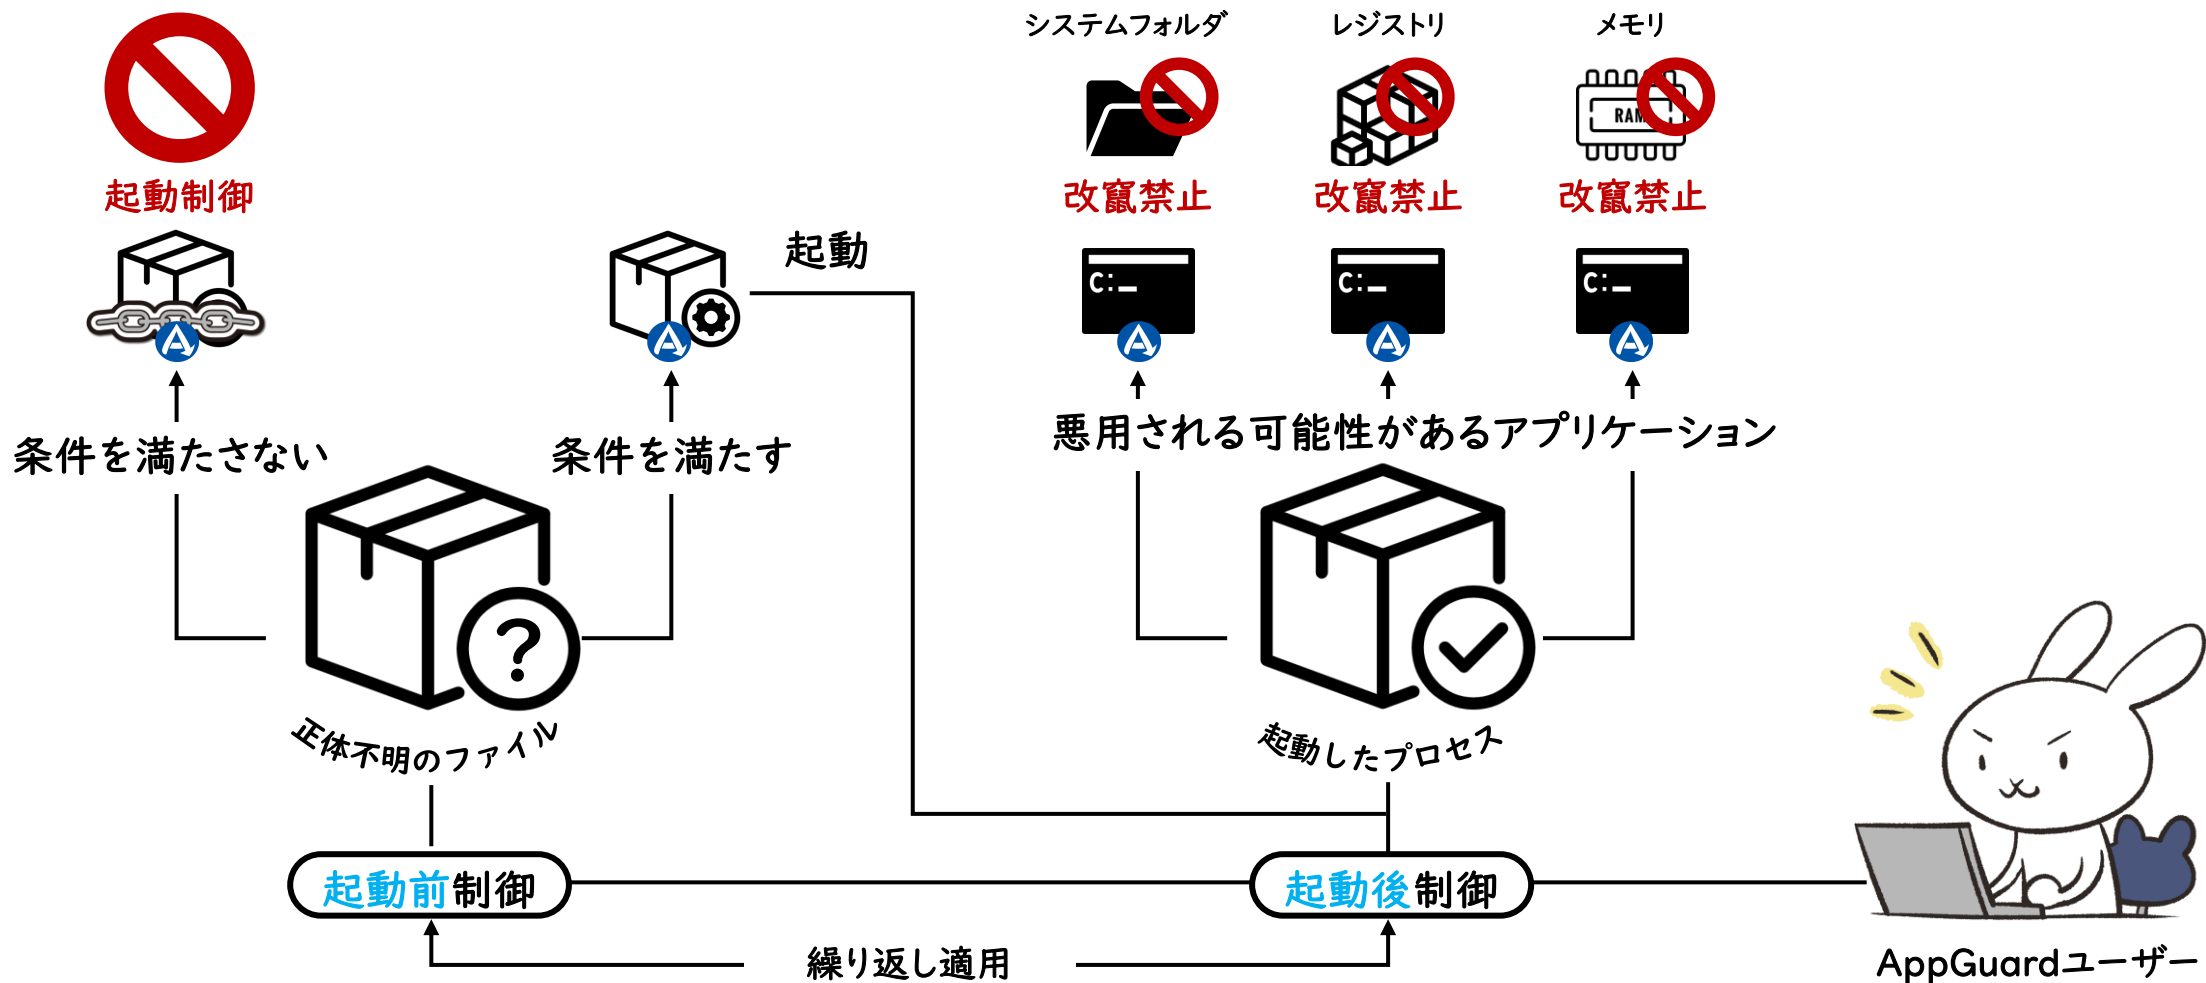 システムフォルダ
レジストリ
メモリ
RAM
起動制御
改竄禁止
改竄禁止
改竄禁止
起動
C:
C:
C:
条件を満たさない
条件を満たす
悪用される可能性があるアプリケーション
?
正体不明のファイル
起動したプロセス
起動前制御
起動後制御
繰り返し適用
AppGuardユーザー